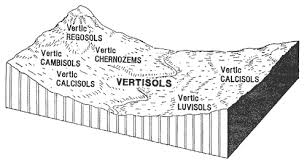 Vertic
REGOSOLS
Vertic
CHERNOZEMS
Vertic
CAMBISOLS
Vertic
CALCISOLS
Vertic
CALCISOLS
VERTISOLS
Vertic
LUVISOLS